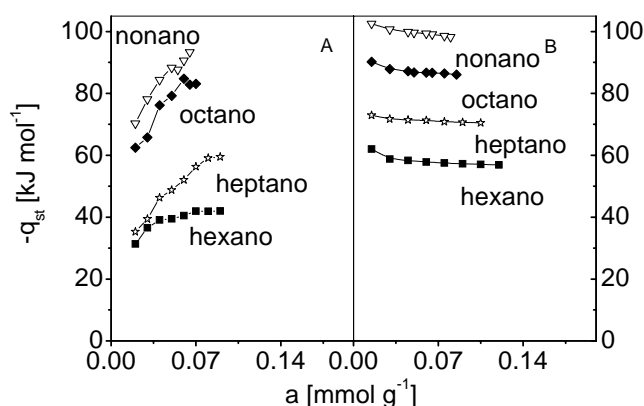 100
80
60
40
20
0
-q_st [kJ mol⁻¹]
nonano
A
octano
heptano
hexano
B
nonano
octano
heptano
hexano
100
80
60
40
20
0
0.00 0.07 0.14 0.00 0.07 0.14
a [mmol g⁻¹]